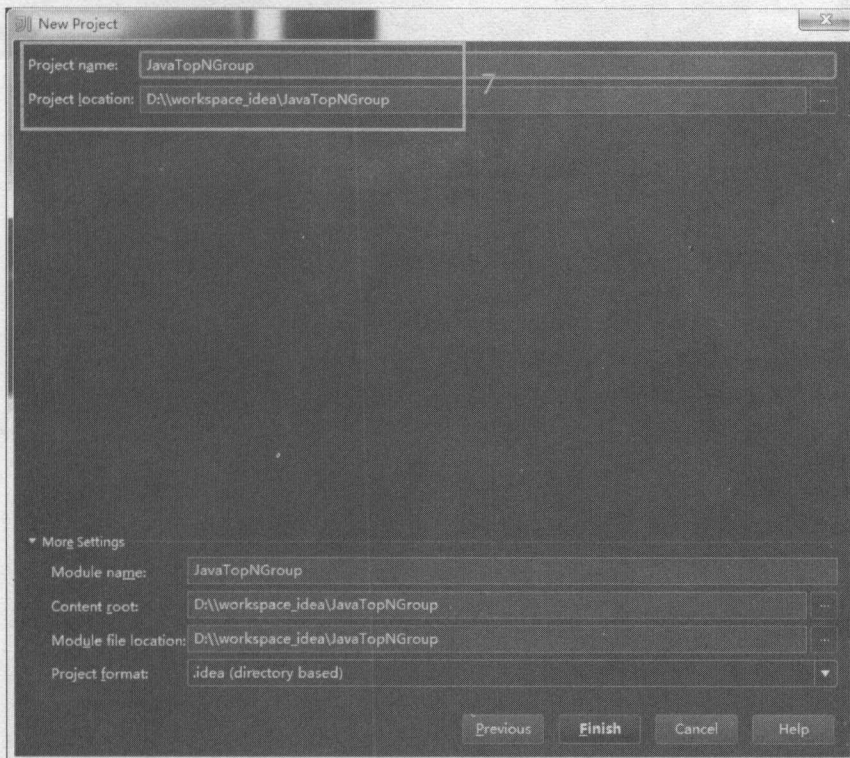 New Project
Project name: JavaTopNGroup
Project location: D:\\workspace_idea\JavaTopNGroup ...
7
More Settings
Module name: JavaTopNGroup
Content root: D:\\workspace_idea\JavaTopNGroup ...
Module file location: D:\\workspace_idea\JavaTopNGroup ...
Project format: .idea (directory based)
Previous Finish Cancel Help